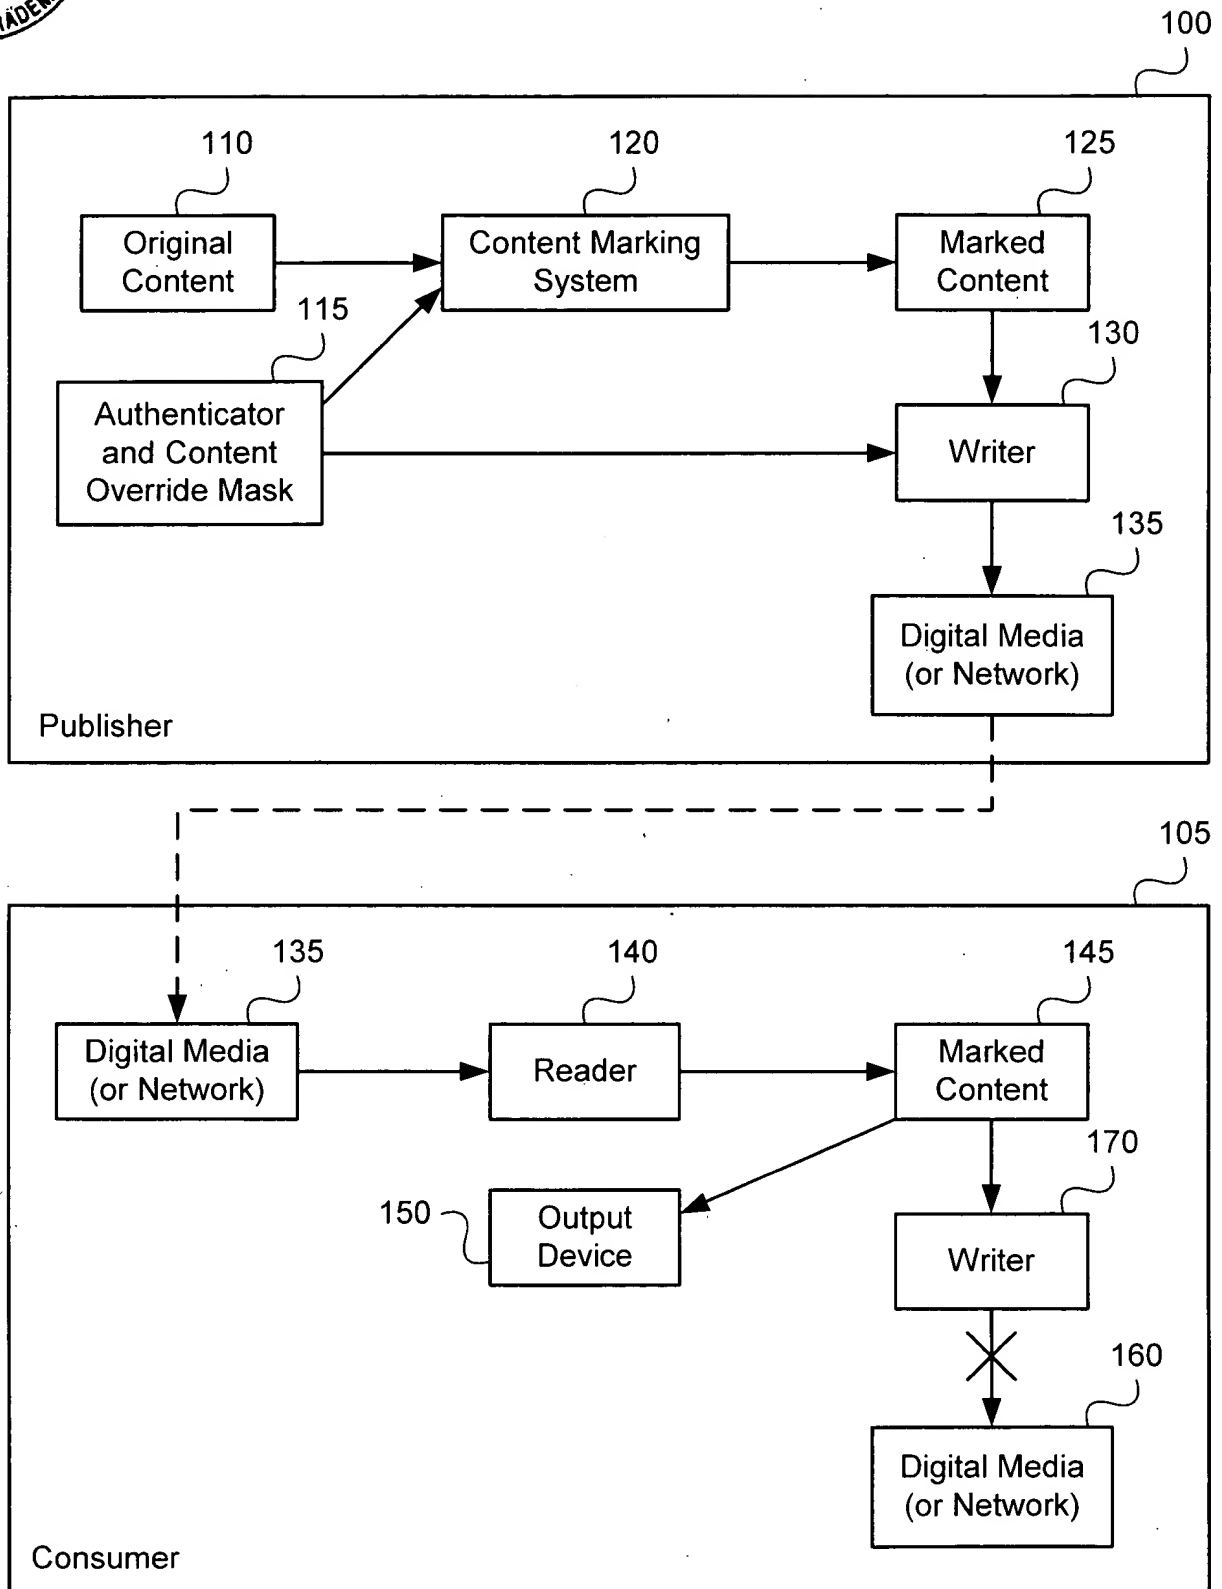 100
110
120
125
Original
Content
Content Marking
System
Marked
Content
115
130
Authenticator
and Content
Override Mask
Writer
135
Digital Media
(or Network)
Publisher
105
135
140
145
Digital Media
(or Network)
Reader
Marked
Content
170
150
Output
Device
Writer
160
Digital Media
(or Network)
Consumer